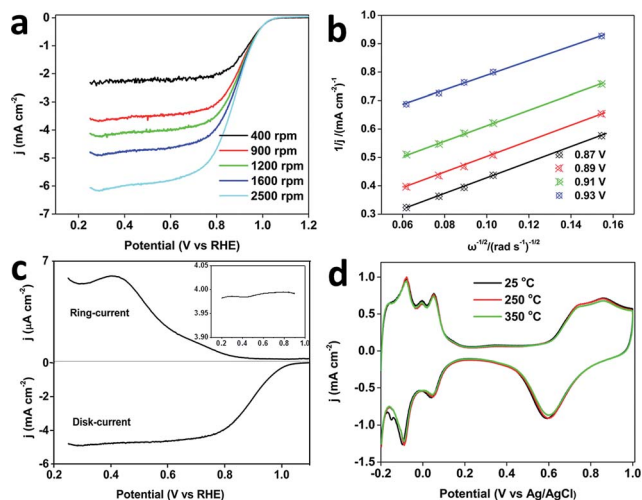 a
j (mA cm⁻²)
0
-1
-2
-3
-4
-5
-6
-7
400 rpm
900 rpm
1200 rpm
1600 rpm
2500 rpm
0.0 0.2 0.4 0.6 0.8 1.0 1.2
Potential (V vs RHE)
b
1/j /(mA cm⁻²)⁻¹
1.0
0.9
0.8
0.7
0.6
0.5
0.4
0.3
0.87 V
0.89 V
0.91 V
0.93 V
0.06 0.08 0.10 0.12 0.14 0.16
ω⁻¹/²/(rad s⁻¹)⁻¹/²
c
j (μA cm⁻²)
7
0
Ring-current
4.05
4.00
3.95
3.90
0.2 0.4 0.6 0.8 1.0
j (mA cm⁻²)
0
-2
-4
-6
Disk-current
0.2 0.4 0.6 0.8 1.0
Potential (V vs RHE)
d
j (mA cm⁻²)
1.0
0.5
0.0
-0.5
-1.0
-1.5
25 °C
250 °C
350 °C
-0.2 0.0 0.2 0.4 0.6 0.8 1.0
Potential (V vs Ag/AgCl)